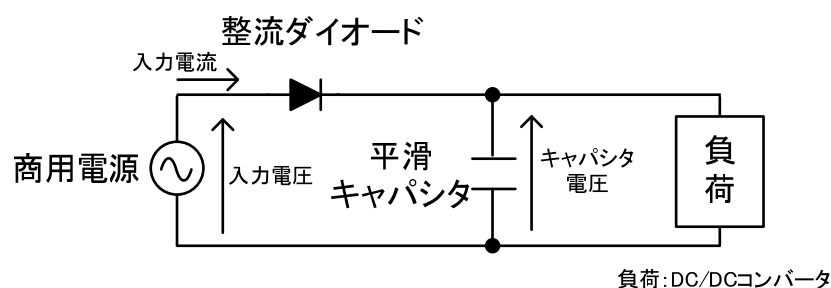 整流ダイオード
入力電流
商用電源
入力電圧
平滑
キャパシタ
キャパシタ
電圧
負
荷
負荷:DC/DCコンバータ